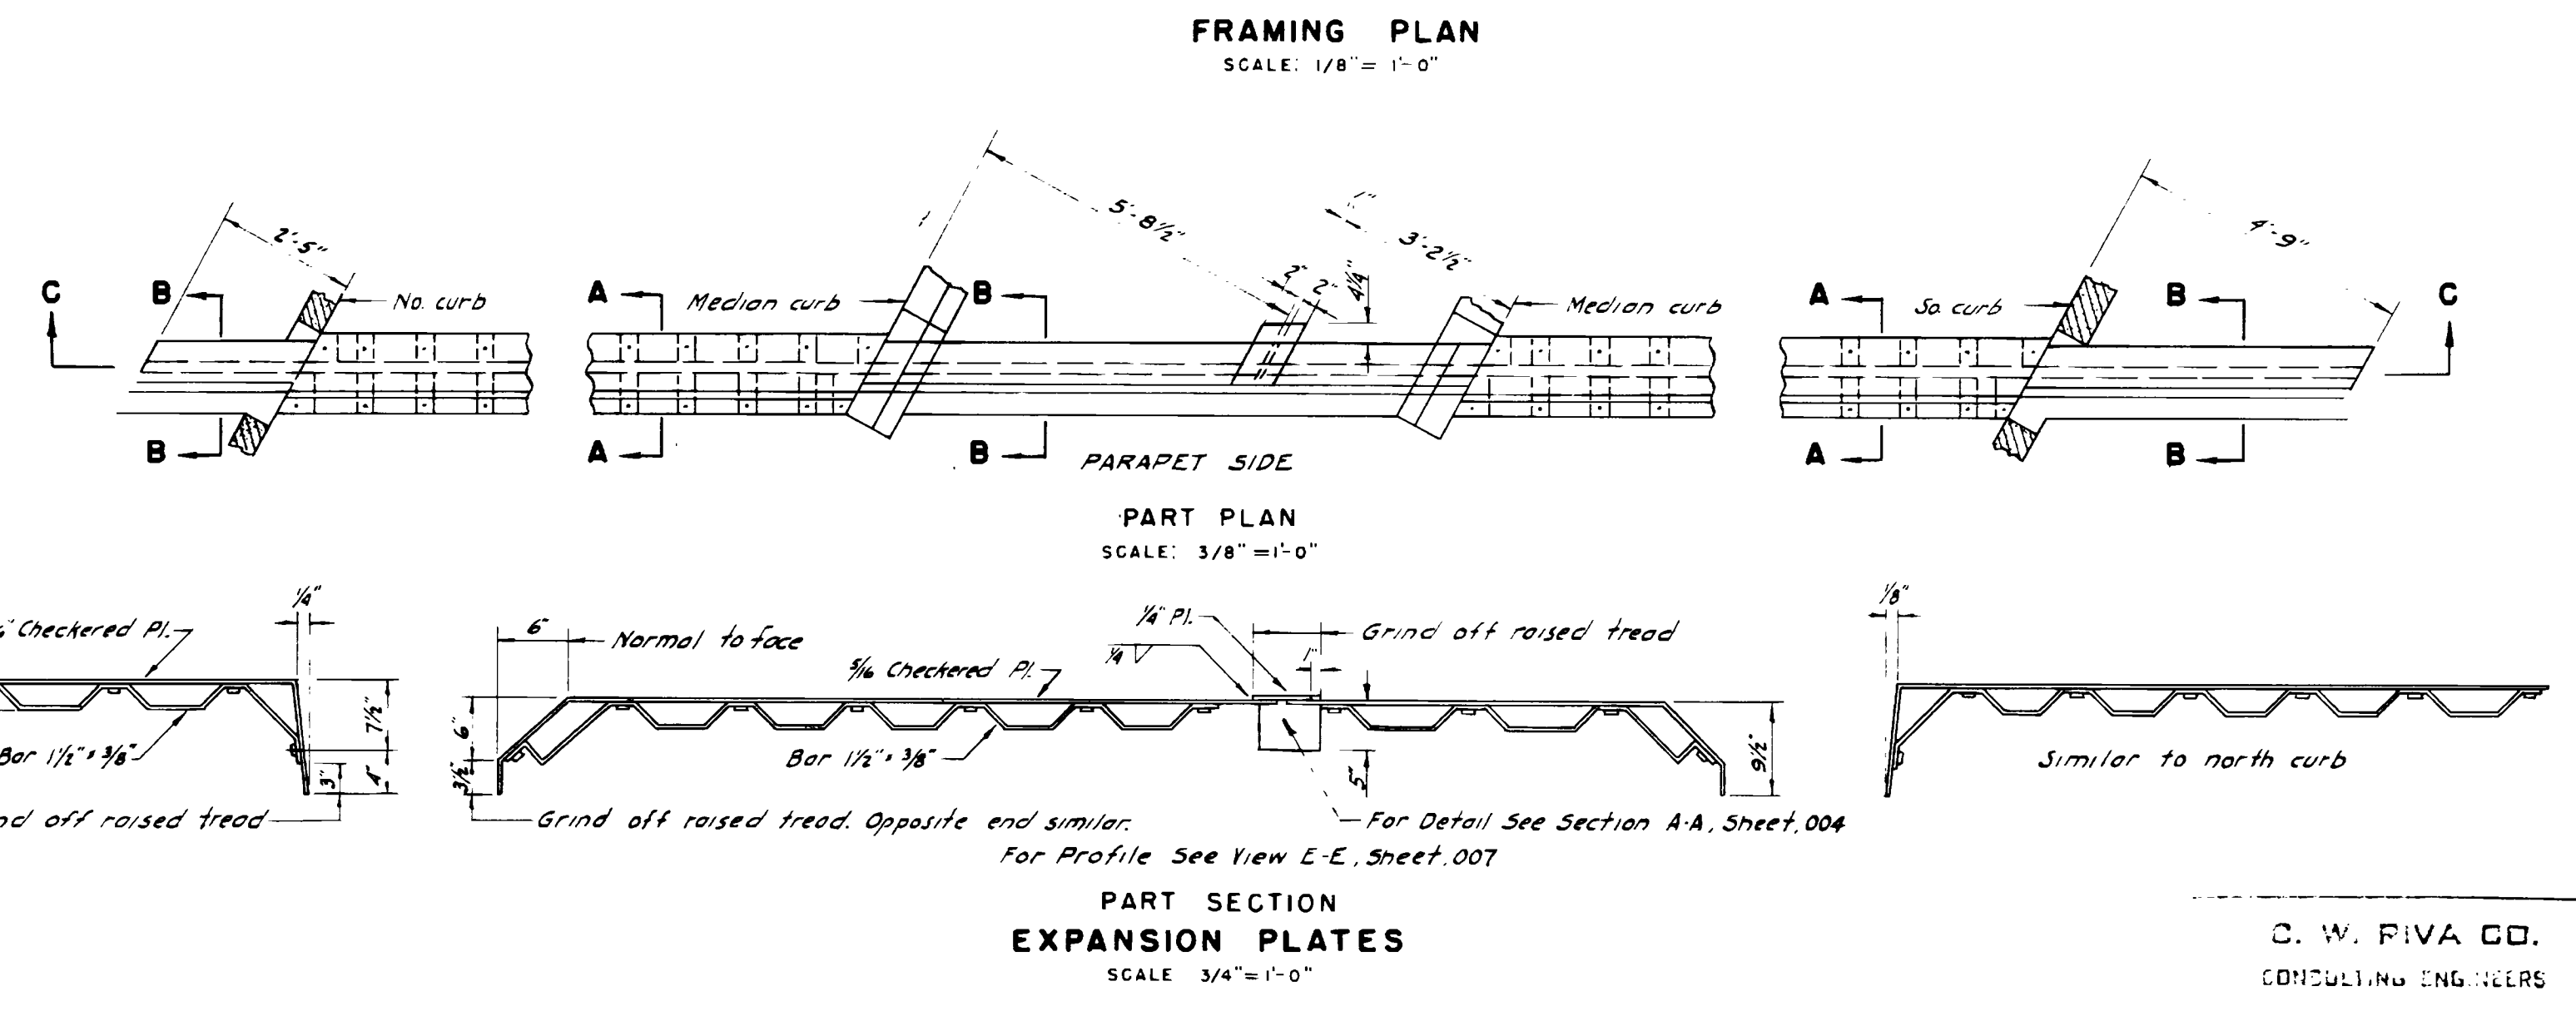 FRAMING PLAN
SCALE: 1/8" = 1'-0"
2'-5"
5'-8½"
1"
3'-2½"
2"
2"
4¼"
4'-9"
C
B
No. curb
A
Median curb
B
Median curb
A
So. curb
B
C
B
A
B
PARAPET SIDE
A
B
PART PLAN
SCALE: 3/8" = 1'-0"
¼"
Checkered Pl.
7½"
3"
4"
Bar 1½" x 3/8"
off raised tread
6"
Normal to face
5/16 Checkered Pl.
¼" Pl.
¼
1"
Grind off raised tread
6"
3½"
Bar 1½" x 3/8"
5"
9½"
Grind off raised tread. Opposite end similar.
For Detail See Section A-A, Sheet, 004
For Profile See View E-E, Sheet. 007
⅛"
Similar to north curb
PART SECTION
EXPANSION PLATES
SCALE 3/4" = 1'-0"
C. W. RIVA CO.
CONSULTING ENGINEERS